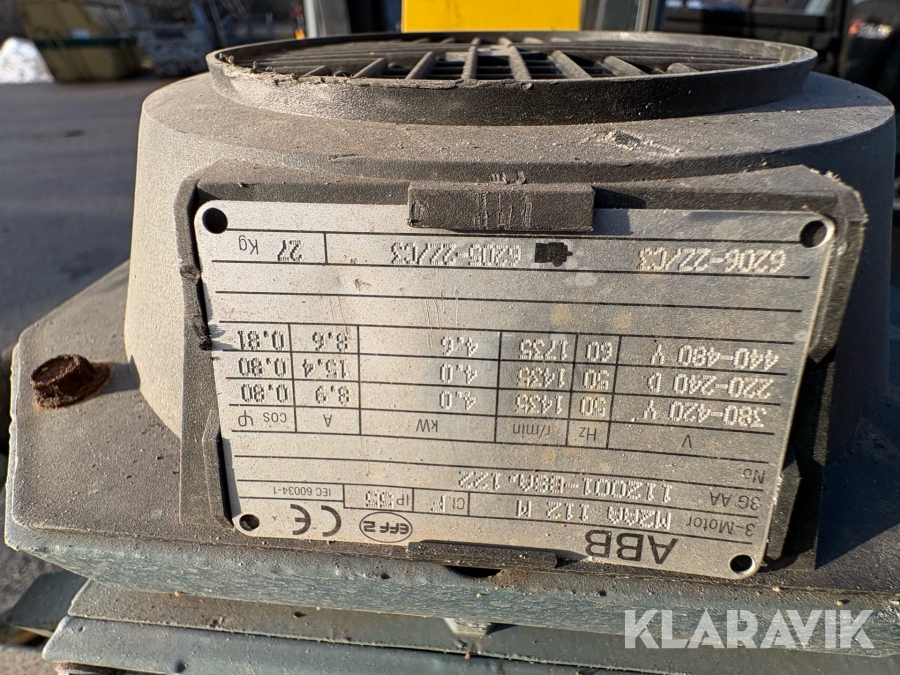 ABB
3~Motor M2AA 112 M CL.F IP 55 EFF 2 CE
3G AA 112001-BSA,122 IEC 60034-1
No
V Hz r/min kW A cos φ
380-420 Y 50 1435 4.0 8.9 0.80
220-240 D 50 1435 4.0 15.4 0.80
440-480 Y 60 1735 4.6 8.6 0.81
6206-2Z/C3 6205-2Z/C3 27 Kg
KLARAVIK